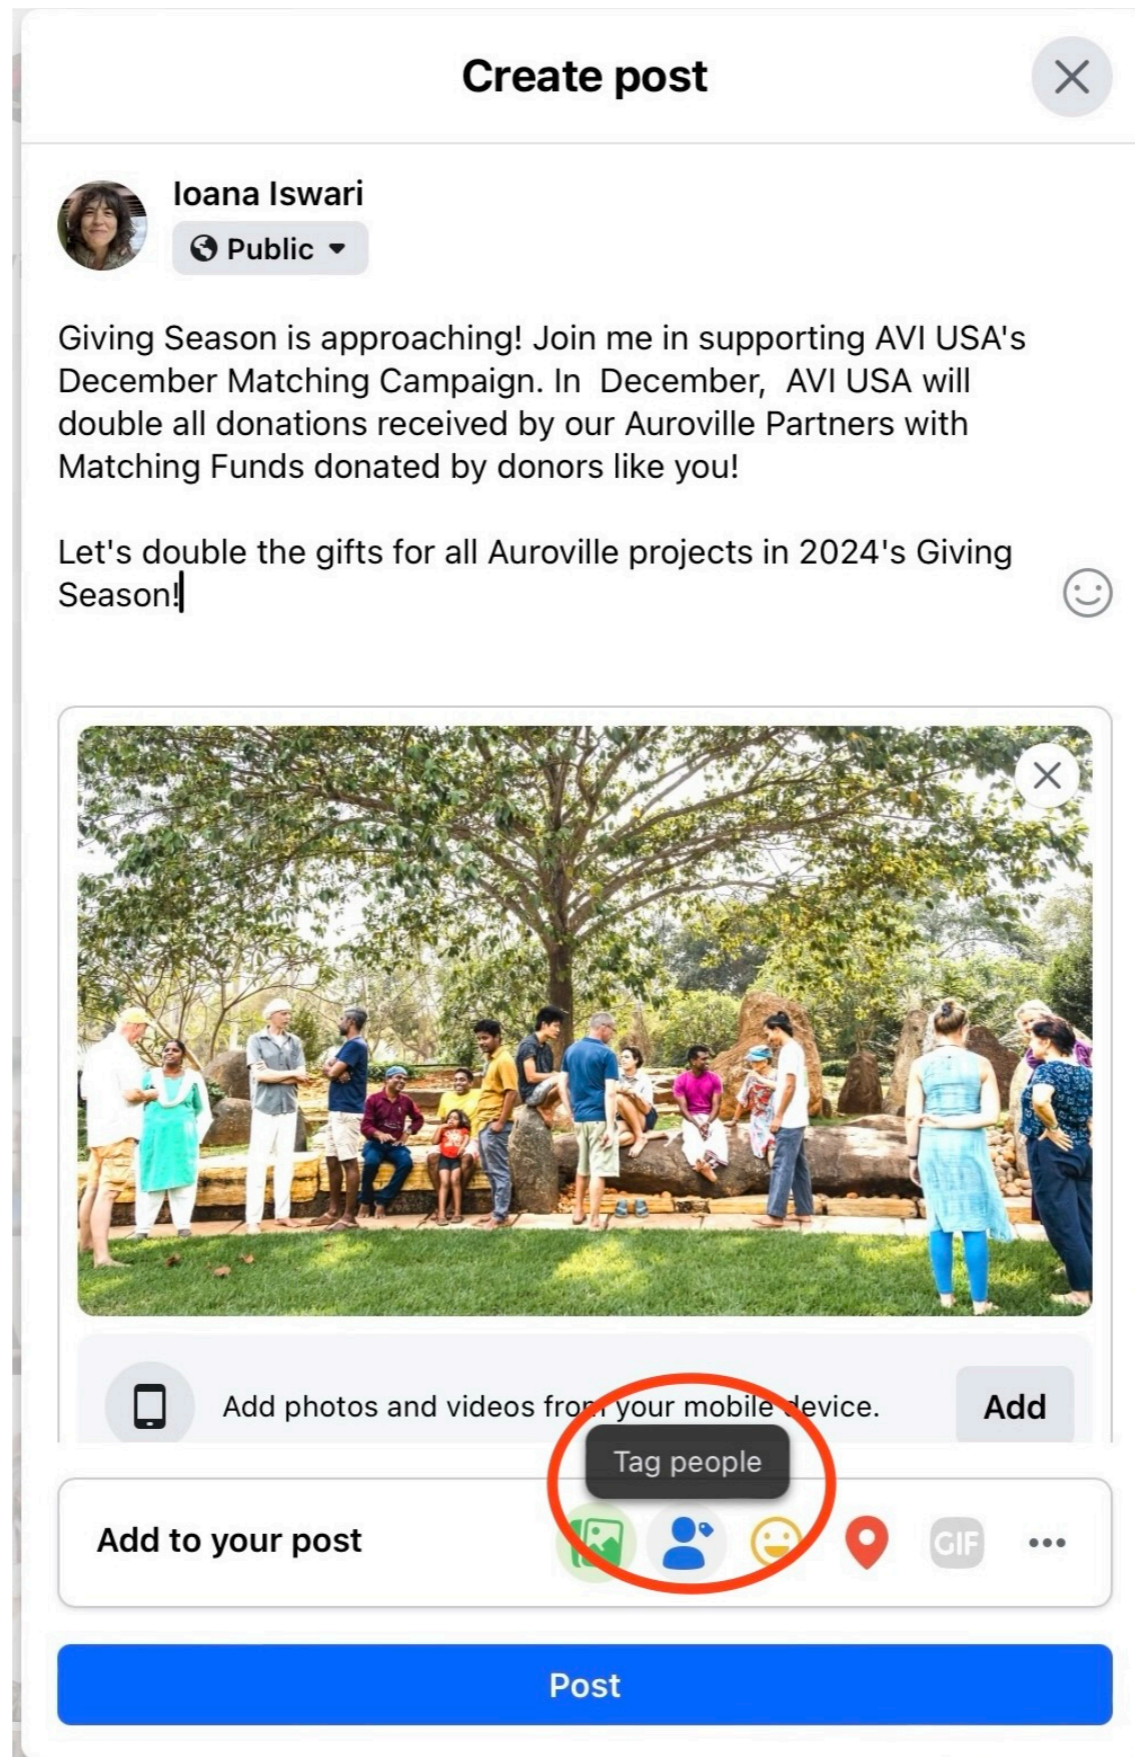 Create post
Ioana Iswari
Public
Giving Season is approaching! Join me in supporting AVI USA's
December Matching Campaign. In  December,  AVI USA will
double all donations received by our Auroville Partners with
Matching Funds donated by donors like you!
Let's double the gifts for all Auroville projects in 2024's Giving
Season!
Add photos and videos from your mobile device.
Add
Tag people
Add to your post
GIF
Post